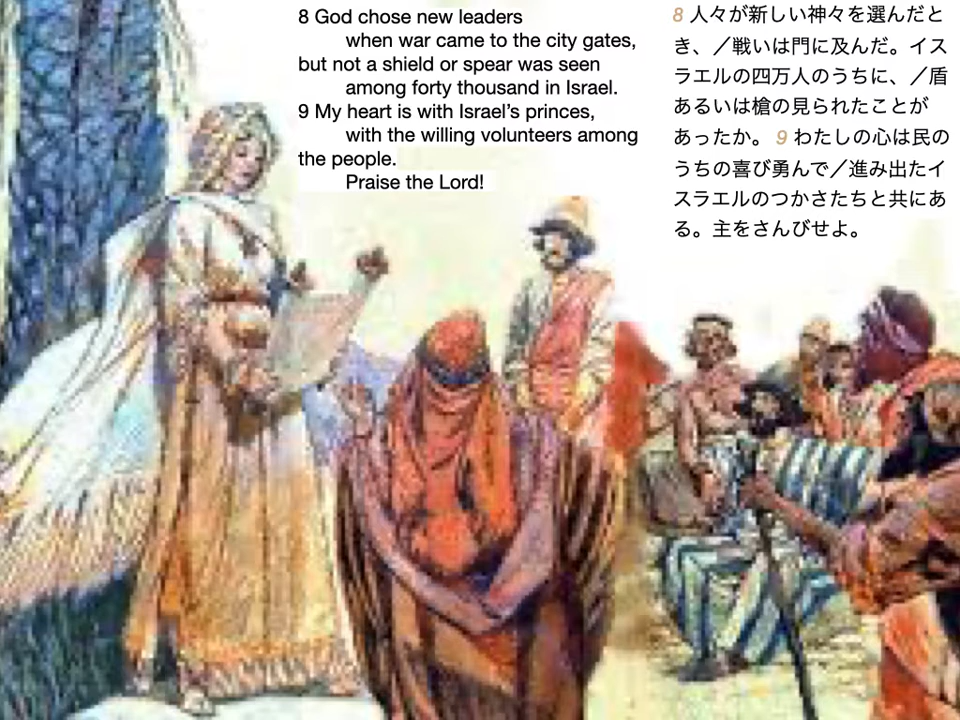 8 God chose new leaders
when war came to the city gates,
but not a shield or spear was seen
among forty thousand in Israel.
9 My heart is with Israel’s princes,
with the willing volunteers among
the people.
Praise the Lord!
8 人々が新しい神々を選んだと
き、／戦いは門に及んだ。イス
ラエルの四万人のうちに、／盾
あるいは槍の見られたことが
あったか。 9 わたしの心は民の
うちの喜び勇んで／進み出たイ
スラエルのつかさたちと共にあ
る。主をさんびせよ。